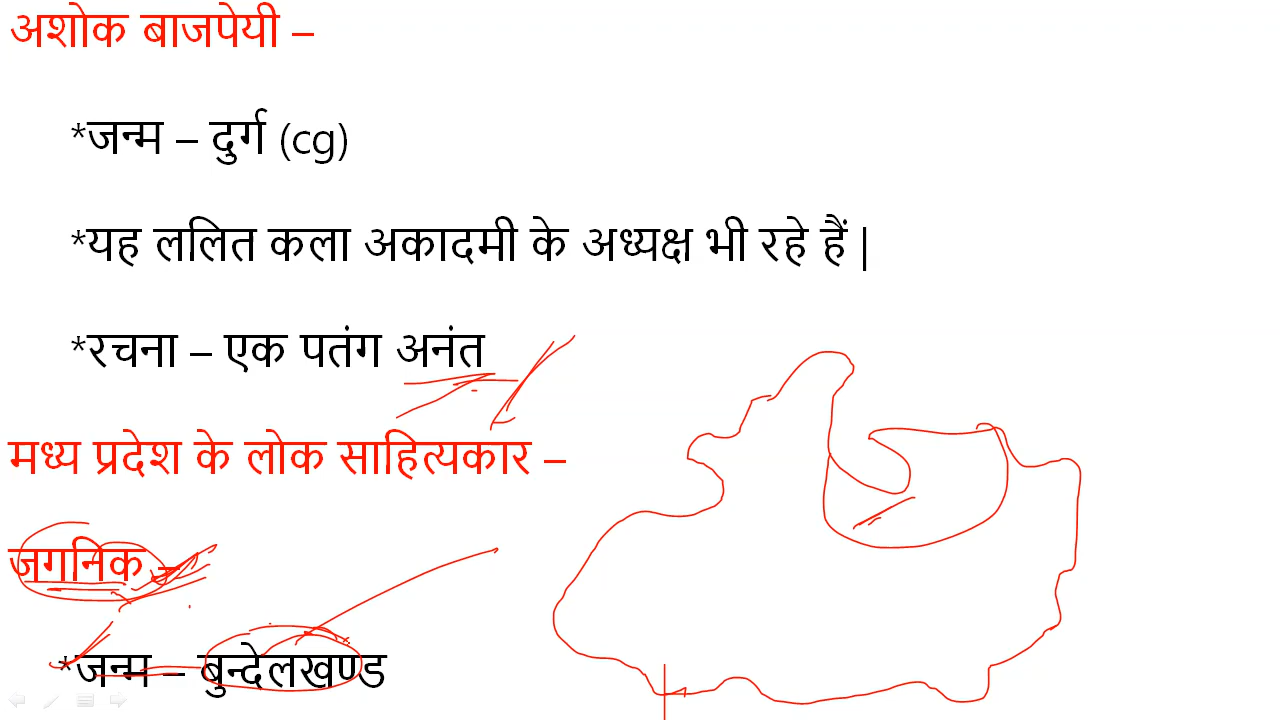 अशोक बाजपेयी –
*जन्म – दुर्ग (cg)
*यह ललित कला अकादमी के अध्यक्ष भी रहे हैं |
*रचना – एक पतंग अनंत
मध्य प्रदेश के लोक साहित्यकार –
जगनिक –
*जन्म – बुन्देलखण्ड